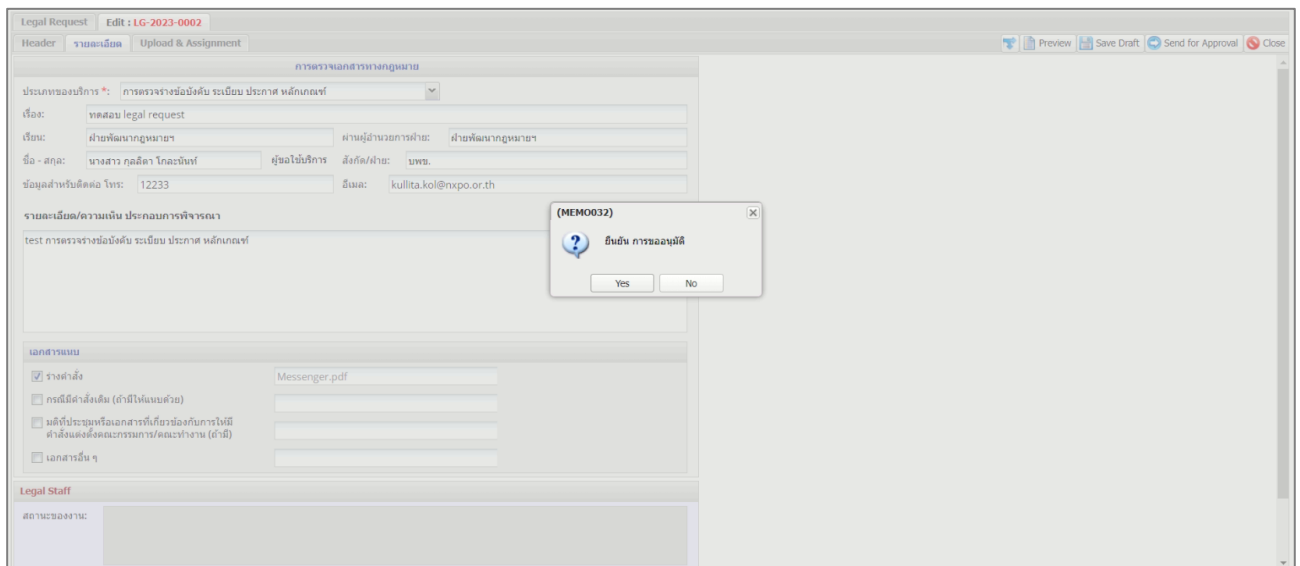 Legal Request Edit : LG-2023-0002
Header รายละเอียด Upload & Assignment Preview Save Draft Send for Approval Close
การตรวจเอกสารทางกฎหมาย
ประเภทของบริการ *: การตรวจร่างข้อบังคับ ระเบียบ ประกาศ หลักเกณฑ์
เรื่อง: ทดสอบ legal request
เรียน: ฝ่ายพัฒนากฎหมายฯ ผ่านผู้อำนวยการฝ่าย: ฝ่ายพัฒนากฎหมายฯ
ชื่อ - สกุล: นางสาว กุลลิตา โกละนันท์ ผู้ขอใช้บริการ สังกัด/ฝ่าย: บพข.
ข้อมูลสำหรับติดต่อ โทร: 12233 อีเมล: kullita.kol@nxpo.or.th
รายละเอียด/ความเห็น ประกอบการพิจารณา
test การตรวจร่างข้อบังคับ ระเบียบ ประกาศ หลักเกณฑ์
(MEMO032)
ยืนยัน การขออนุมัติ
Yes No
เอกสารแนบ
ร่างคำสั่ง Messenger.pdf
กรณีมีคำสั่งเดิม (ถ้ามีให้แนบด้วย)
มติที่ประชุมหรือเอกสารที่เกี่ยวข้องกับการให้มี
คำสั่งแต่งตั้งคณะกรรมการ/คณะทำงาน (ถ้ามี)
เอกสารอื่น ๆ
Legal Staff
สถานะของงาน: